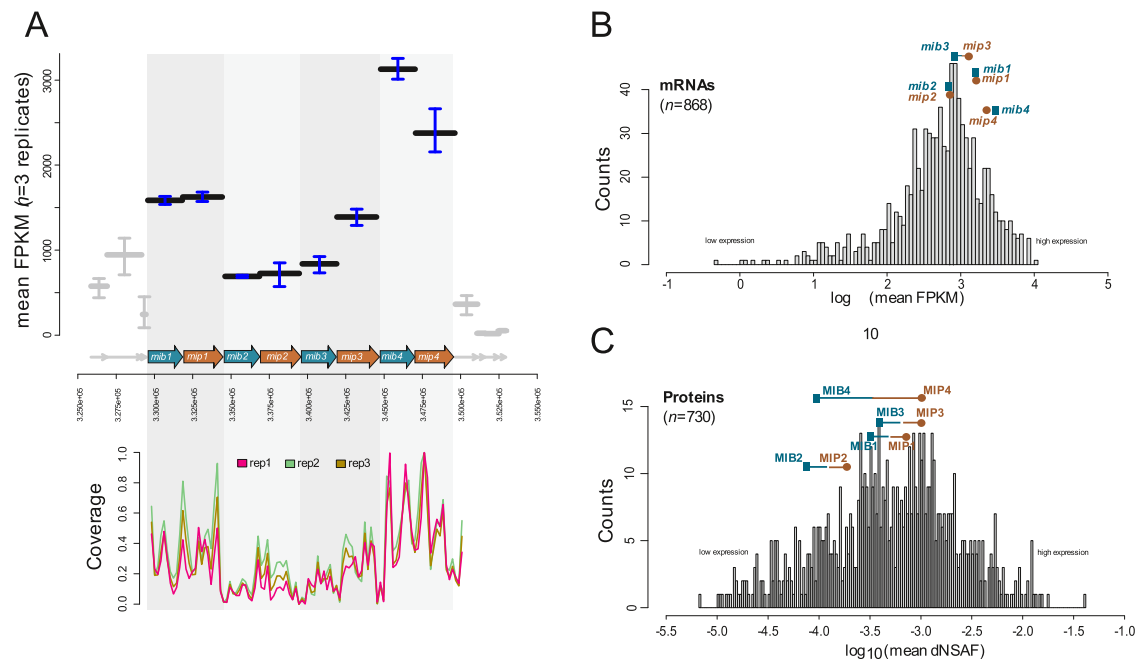 A
mean FPKM (n=3 replicates)
3000
2000
1000
0
mib1 mip1 mib2 mip2 mib3 mip3 mib4 mip4
3.250e+05 3.275e+05 3.300e+05 3.325e+05 3.350e+05 3.375e+05 3.400e+05 3.425e+05 3.450e+05 3.475e+05 3.500e+05 3.525e+05 3.550e+05
Coverage
1.0
0.8
0.6
0.4
0.2
0.0
rep1 rep2 rep3
B
mRNAs
(n=868)
mib3 mip3
mib1
mip1
mib2
mip2
mib4
mip4
Counts
40
30
20
10
0
low expression
high expression
-1 0 1 2 3 4 5
log (mean FPKM)
10
C
Proteins
(n=730)
MIB4 MIP4
MIB3 MIP3
MIB1 MIP1
MIB2 MIP2
Counts
15
10
5
0
low expression
high expression
-5.5 -5.0 -4.5 -4.0 -3.5 -3.0 -2.5 -2.0 -1.5 -1.0
log10(mean dNSAF)